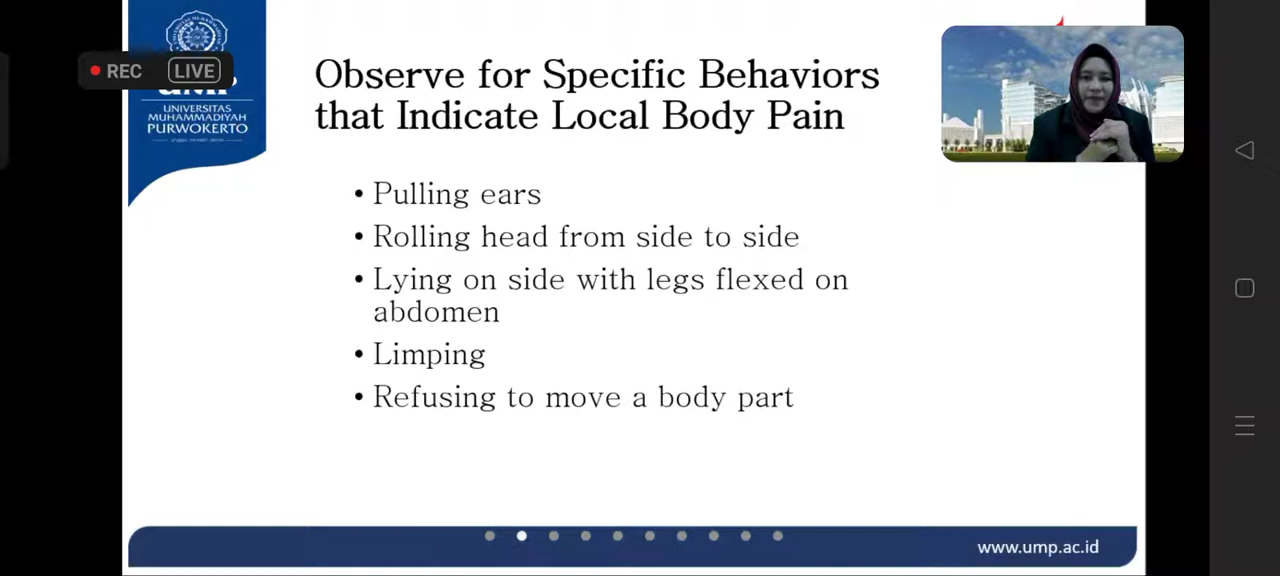 REC LIVE
UNIVERSITAS
MUHAMMADIYAH
PURWOKERTO
Observe for Specific Behaviors
that Indicate Local Body Pain
• Pulling ears
• Rolling head from side to side
• Lying on side with legs flexed on
abdomen
• Limping
• Refusing to move a body part
www.ump.ac.id